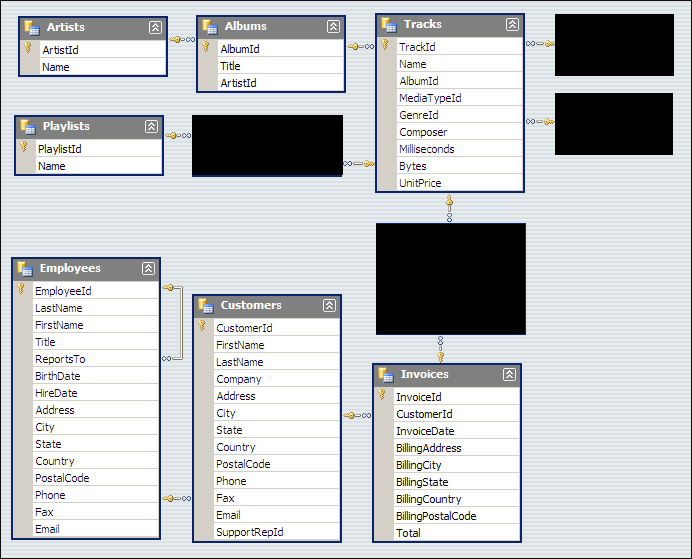 Artists
ArtistId
Name
Albums
AlbumId
Title
ArtistId
Tracks
TrackId
Name
AlbumId
MediaTypeId
GenreId
Composer
Milliseconds
Bytes
UnitPrice
Playlists
PlaylistId
Name
Employees
EmployeeId
LastName
FirstName
Title
ReportsTo
BirthDate
HireDate
Address
City
State
Country
PostalCode
Phone
Fax
Email
Customers
CustomerId
FirstName
LastName
Company
Address
City
State
Country
PostalCode
Phone
Fax
Email
SupportRepId
Invoices
InvoiceId
CustomerId
InvoiceDate
BillingAddress
BillingCity
BillingState
BillingCountry
BillingPostalCode
Total